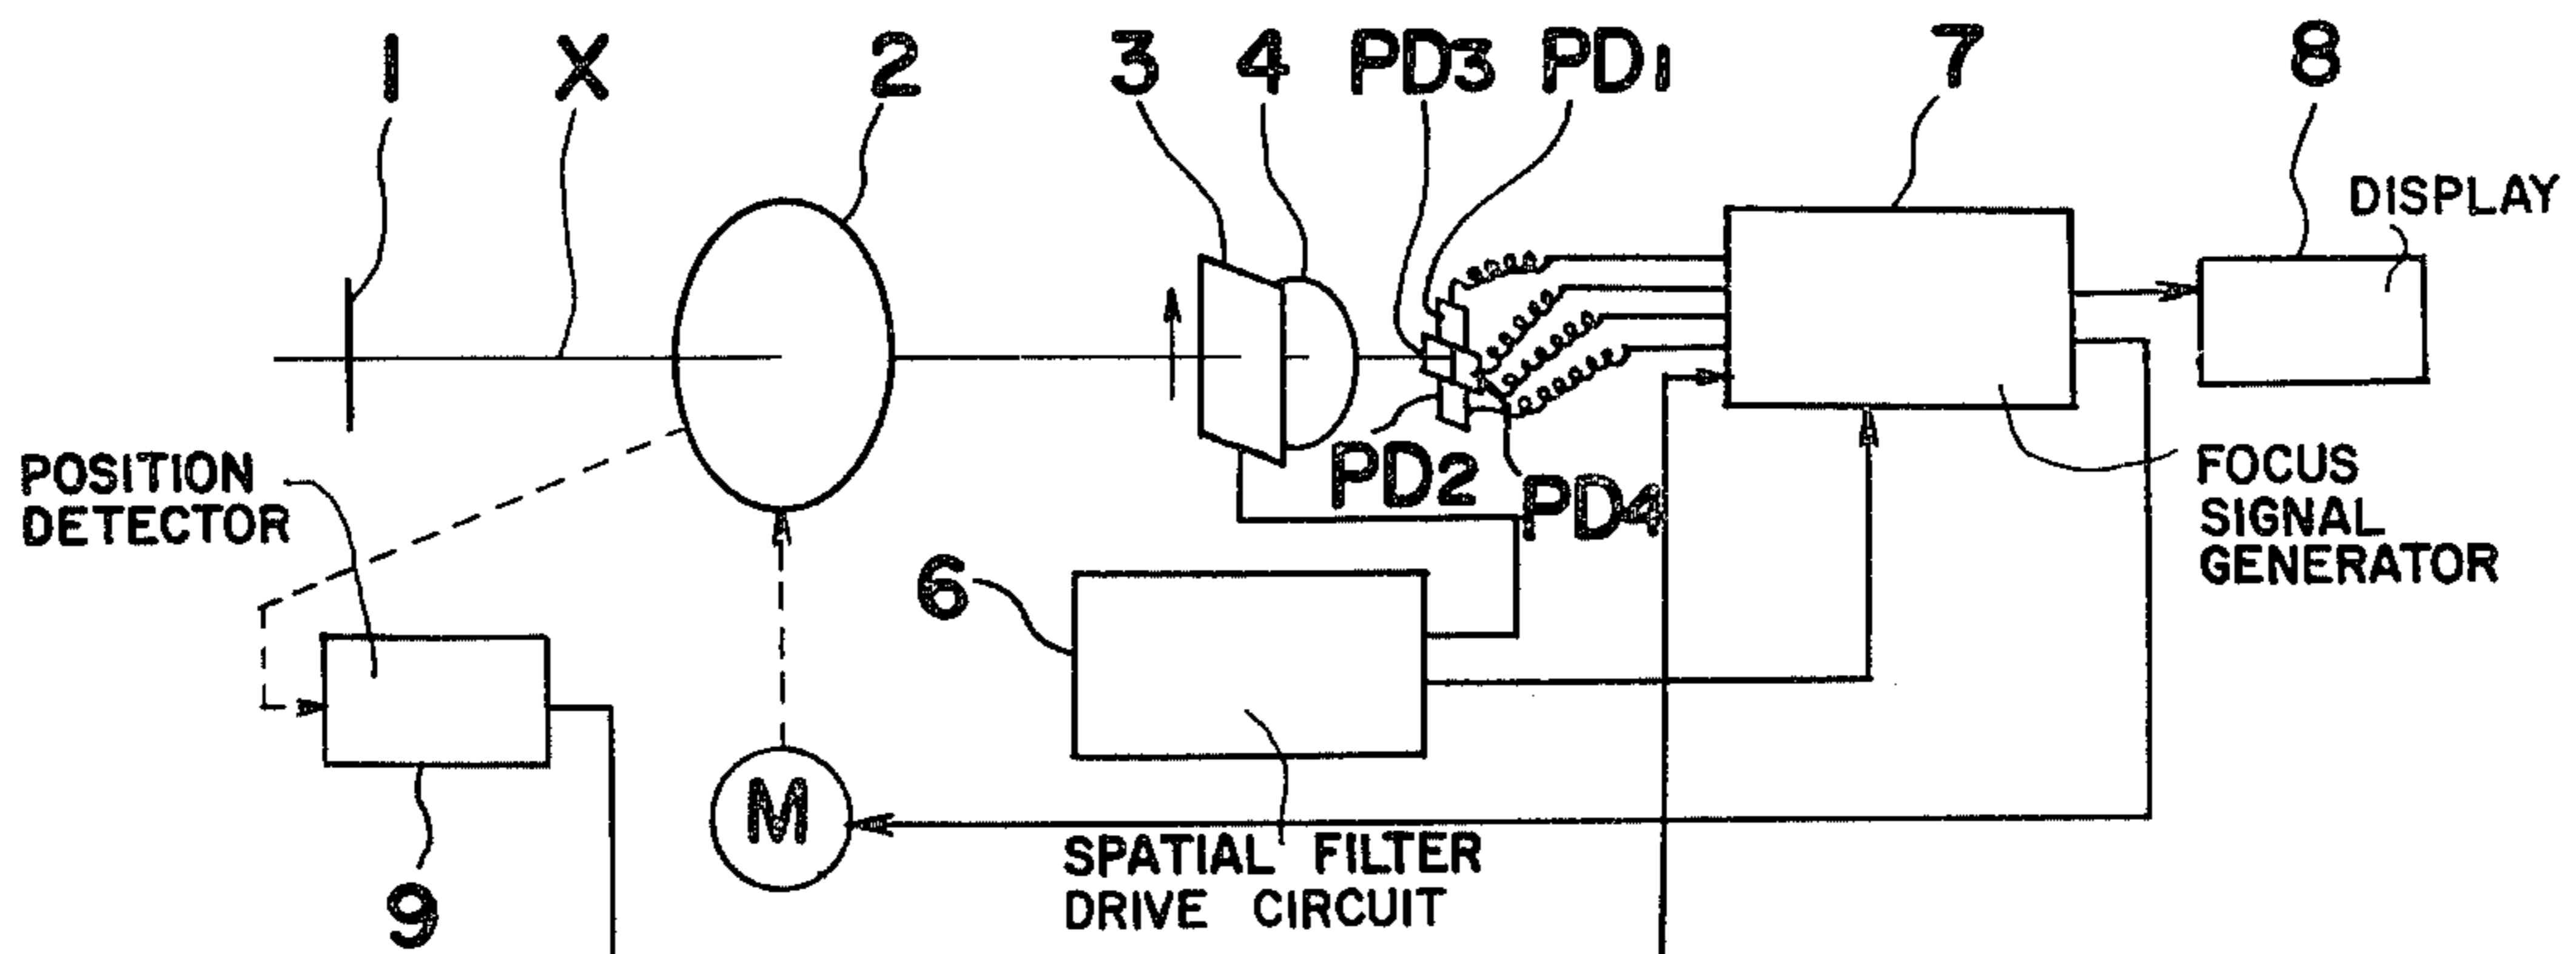 1 X 2 3 4 PD3 PD1 7 8
DISPLAY
POSITION
DETECTOR
PD2 PD4
FOCUS
SIGNAL
GENERATOR
6
M
SPATIAL FILTER
DRIVE CIRCUIT
9